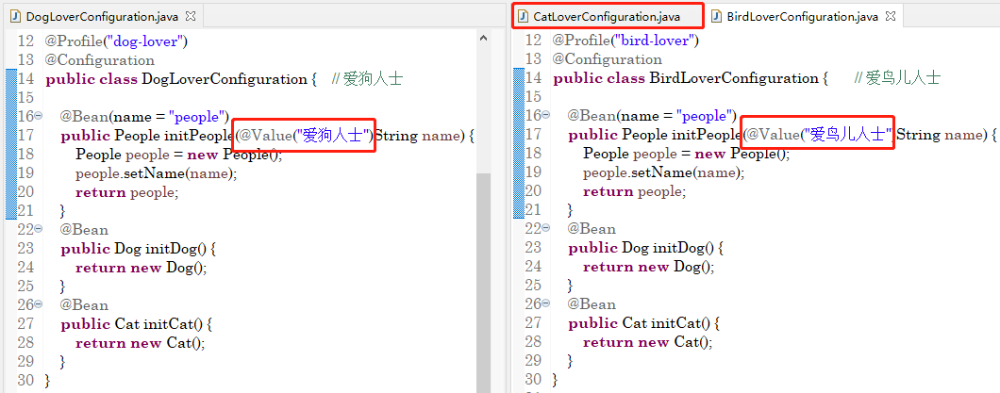 DogLoverConfiguration.java
12 @Profile("dog-lover")
13 @Configuration
14 public class DogLoverConfiguration { // 爱狗人士
15
16 @Bean(name = "people")
17 public People initPeople(@Value("爱狗人士")String name) {
18 People people = new People();
19 people.setName(name);
20 return people;
21 }
22 @Bean
23 public Dog initDog() {
24 return new Dog();
25 }
26 @Bean
27 public Cat initCat() {
28 return new Cat();
29 }
30 }
CatLoverConfiguration.java BirdLoverConfiguration.java
12 @Profile("bird-lover")
13 @Configuration
14 public class BirdLoverConfiguration { // 爱鸟儿人士
15
16 @Bean(name = "people")
17 public People initPeople(@Value("爱鸟儿人士")String name) {
18 People people = new People();
19 people.setName(name);
20 return people;
21 }
22 @Bean
23 public Dog initDog() {
24 return new Dog();
25 }
26 @Bean
27 public Cat initCat() {
28 return new Cat();
29 }
30 }